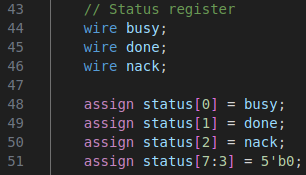 43 // Status register
44 wire busy;
45 wire done;
46 wire nack;
47
48 assign status[0] = busy;
49 assign status[1] = done;
50 assign status[2] = nack;
51 assign status[7:3] = 5'b0;